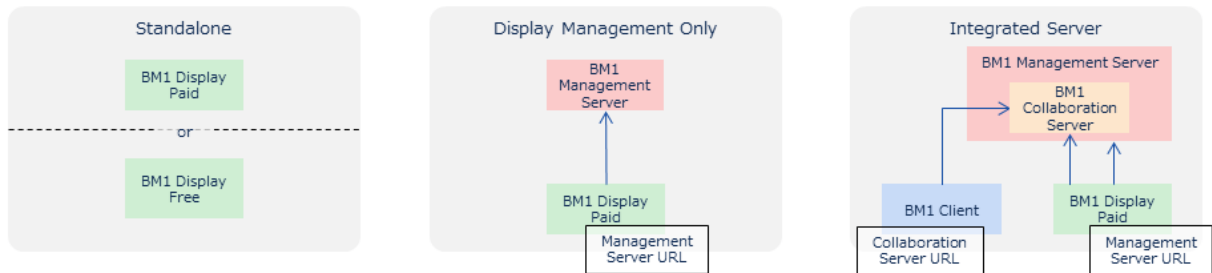 Standalone
BM1 Display
Paid
or
BM1 Display
Free
Display Management Only
BM1
Management
Server
BM1 Display
Paid
Management
Server URL
Integrated Server
BM1 Management Server
BM1
Collaboration
Server
BM1 Client
Collaboration
Server URL
BM1 Display
Paid
Management
Server URL